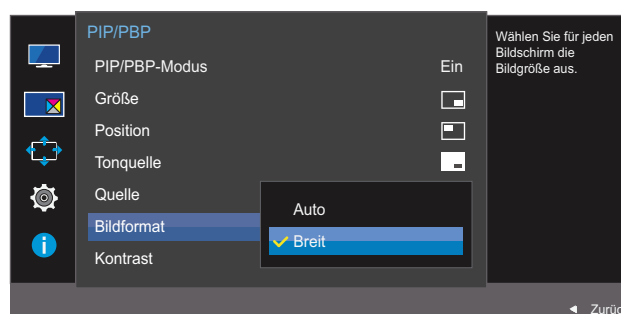 PIP/PBP
PIP/PBP-Modus Ein
Größe
Position
Tonquelle
Quelle
Bildformat
Kontrast
Auto
Breit
Wählen Sie für jeden
Bildschirm die
Bildgröße aus.